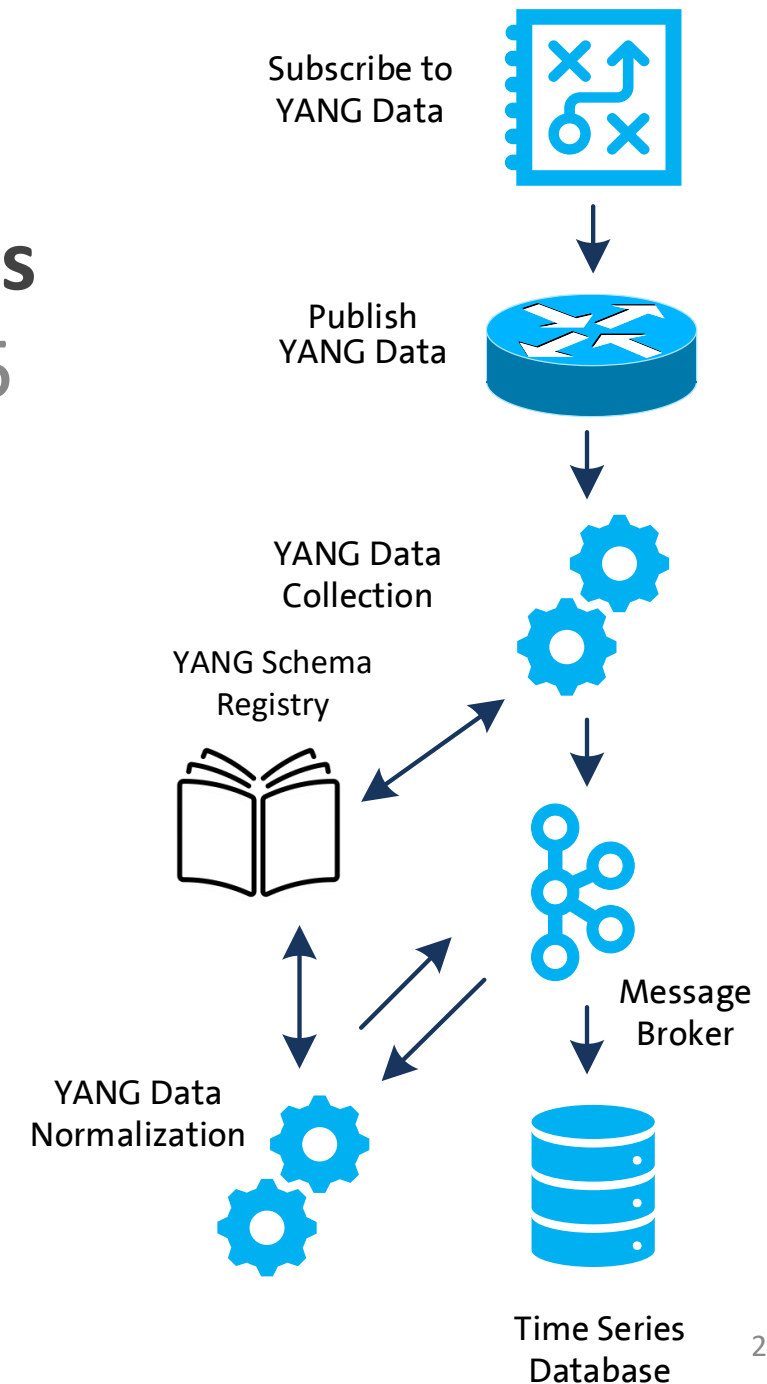 Subscribe to
YANG Data
s
5
Publish
YANG Data
YANG Data
Collection
YANG Schema
Registry
Message
Broker
YANG Data
Normalization
Time Series
Database
2